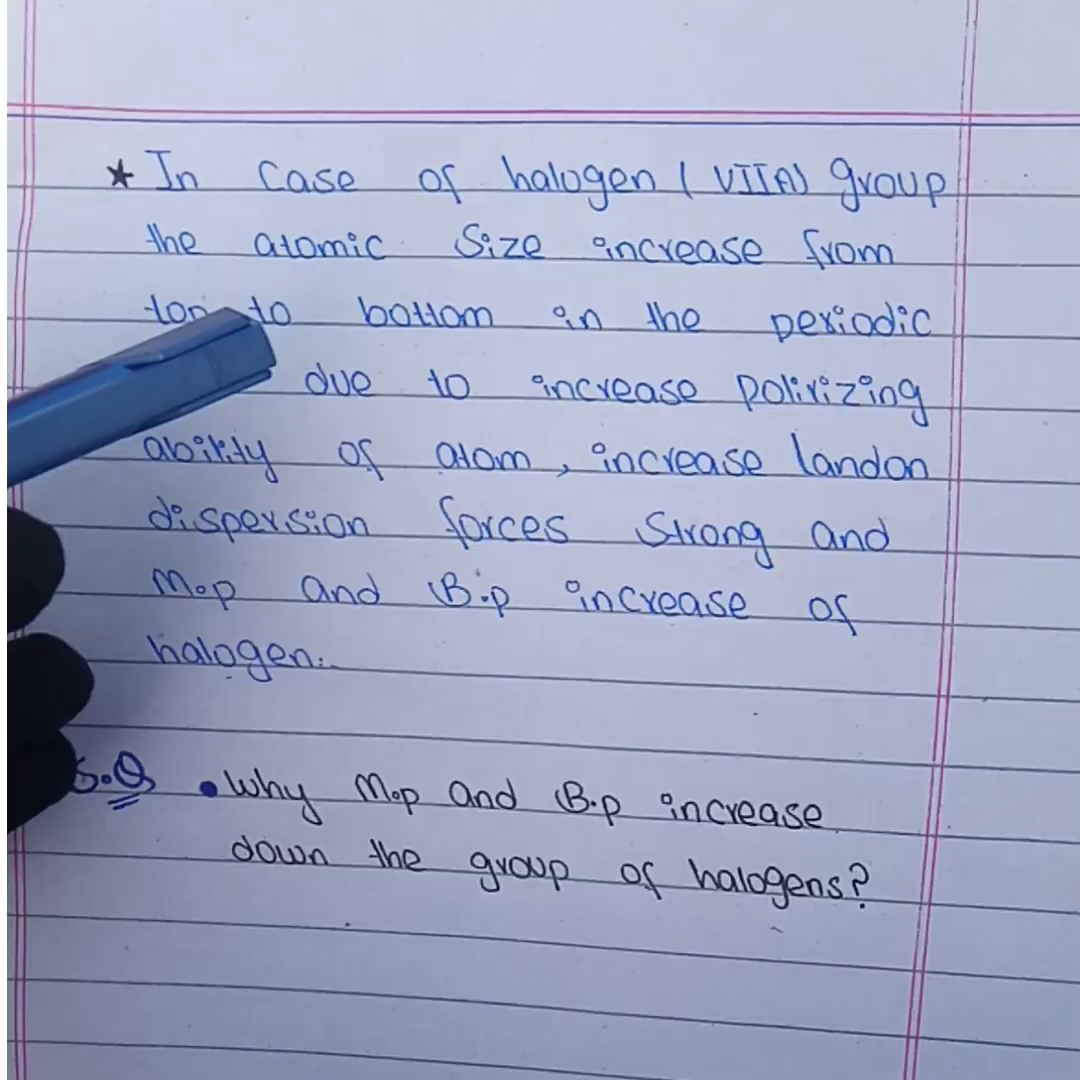 ★ In case of halogen (VIIA) group
the atomic size increase from
top to bottom in the periodic
due to increase polirizing
ability of atom, increase landon
dispersion forces strong and
M.p and B.p increase of
halogen.
S.Q • Why M.p and B.p increase
down the group of halogens?